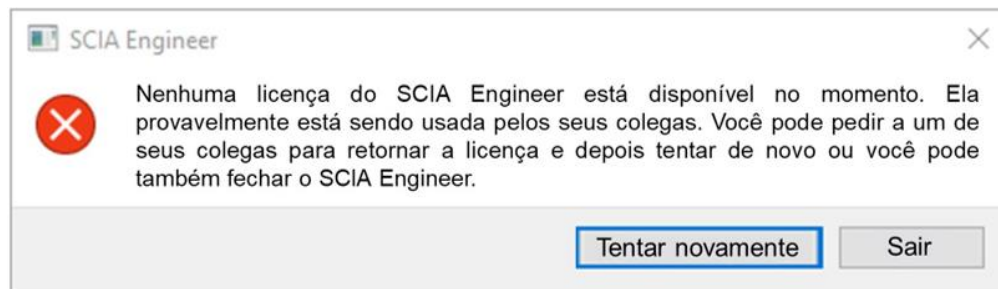 SCIA Engineer
Nenhuma licença do SCIA Engineer está disponível no momento. Ela
provavelmente está sendo usada pelos seus colegas. Você pode pedir a um de
seus colegas para retornar a licença e depois tentar de novo ou você pode
também fechar o SCIA Engineer.
Tentar novamente
Sair